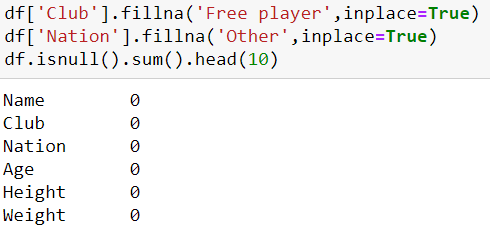 df['Club'].fillna('Free player',inplace=True)
df['Nation'].fillna('Other',inplace=True)
df.isnull().sum().head(10)
Name 0
Club 0
Nation 0
Age 0
Height 0
Weight 0